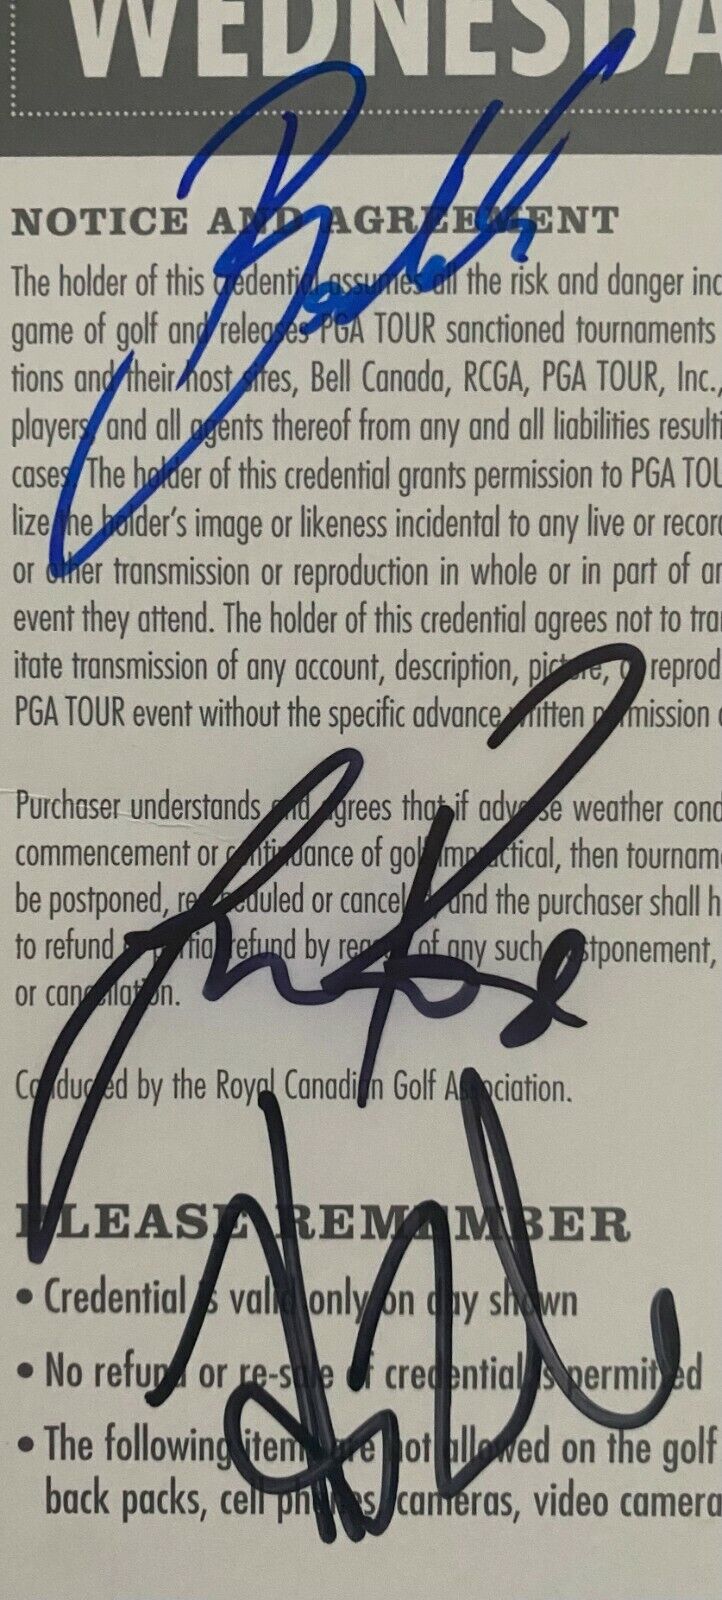 WEDNESDA
NOTICE AND AGREEMENT
The holder of this credential assumes all the risk and danger inc
game of golf and releases PGA TOUR sanctioned tournaments
tions and their host sites, Bell Canada, RCGA, PGA TOUR, Inc.,
players, and all agents thereof from any and all liabilities resulti
cases. The holder of this credential grants permission to PGA TOU
lize the holder's image or likeness incidental to any live or record
or other transmission or reproduction in whole or in part of an
event they attend. The holder of this credential agrees not to tra
itate transmission of any account, description, picture, or reprod
PGA TOUR event without the specific advance written permission o
Purchaser understands and agrees that if adverse weather cond
commencement or continuance of golf impractical, then tournam
be postponed, rescheduled or canceled, and the purchaser shall h
to refund or partial refund by reason of any such postponement,
or cancellation.
Conducted by the Royal Canadian Golf Association.
PLEASE REMEMBER
• Credential is valid only on day shown
• No refund or re-sale of credentials permitted
• The following items are not allowed on the golf
back packs, cell phones, cameras, video camera